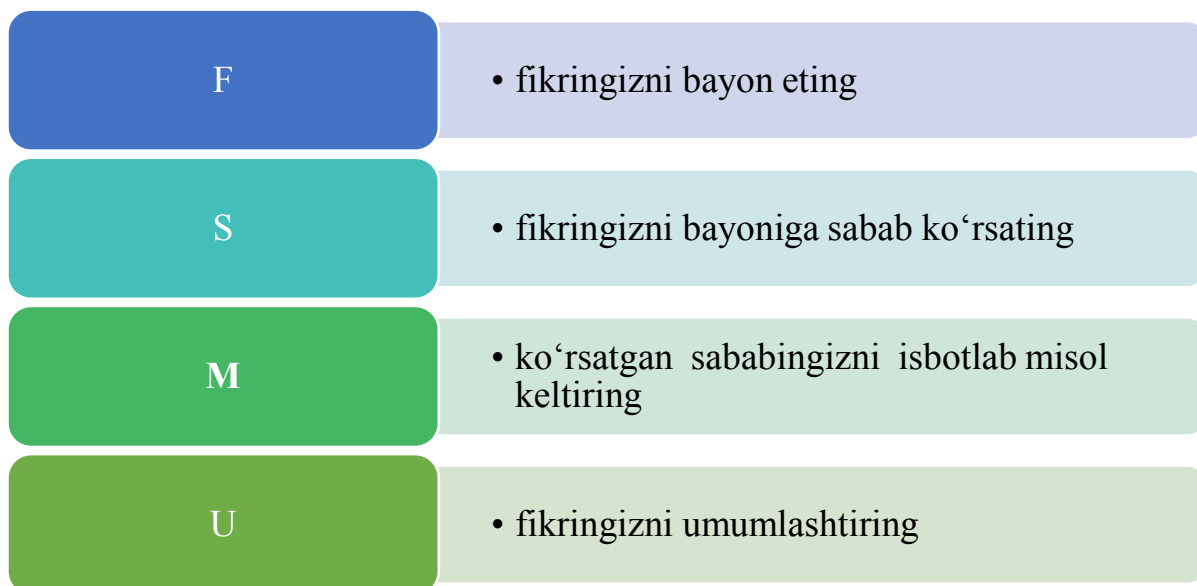 F
• fikringizni bayon eting
S
• fikringizni bayoniga sabab ko‘rsating
M
• ko‘rsatgan sababingizni isbotlab misol
keltiring
U
• fikringizni umumlashtiring